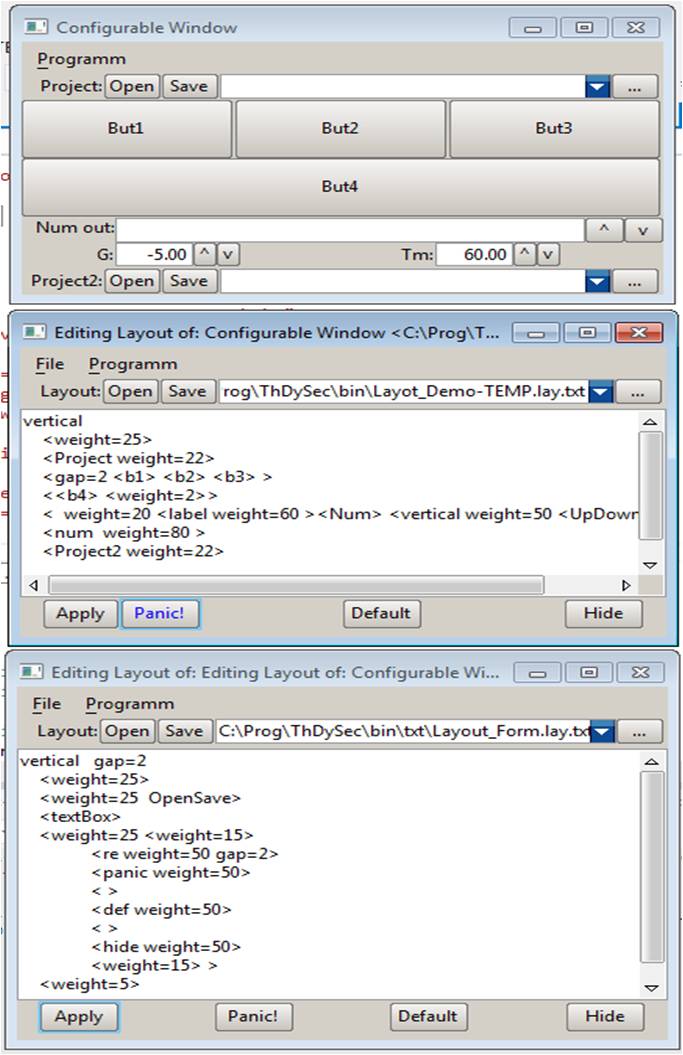 Configurable Window
Programm
Project: Open Save ...
But1 But2 But3
But4
Num out: ^ v
G: -5.00 ^ v Tm: 60.00 ^ v
Project2: Open Save ...
Editing Layout of: Configurable Window <C:\Prog\T...
File Programm
Layout: Open Save rog\ThDySec\bin\Layot_Demo-TEMP.lay.txt ...
vertical
<weight=25>
<Project weight=22>
<gap=2 <b1> <b2> <b3> >
<<b4> <weight=2>>
< weight=20 <label weight=60 ><Num> <vertical weight=50 <UpDown
<num weight=80 >
<Project2 weight=22>
Apply Panic! Default Hide
Editing Layout of: Editing Layout of: Configurable Wi...
File Programm
Layout: Open Save C:\Prog\ThDySec\bin\txt\Layout_Form.lay.txt ...
vertical gap=2
<weight=25>
<weight=25 OpenSave>
<textBox>
<weight=25 <weight=15>
<re weight=50 gap=2>
<panic weight=50>
< >
<def weight=50>
< >
<hide weight=50>
<weight=15> >
<weight=5>
Apply Panic! Default Hide